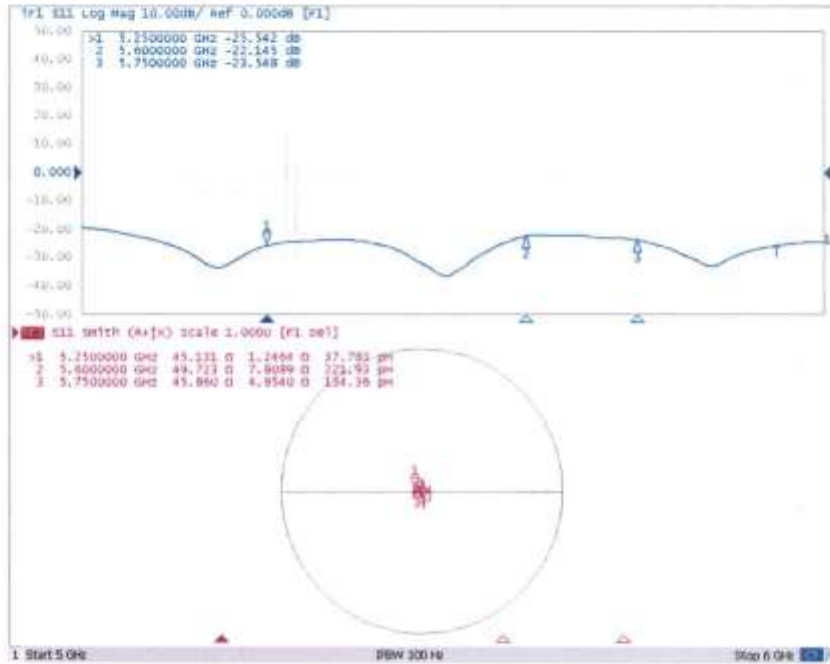 Tr1 S11 Log Mag 10.00dB/ Ref 0.000dB [F1]
50.00
>1 5.2500000 GHz -25.542 dB
2 5.6000000 GHz -22.145 dB
3 5.7500000 GHz -23.548 dB
40.00
30.00
20.00
10.00
0.000
-10.00
-20.00
-30.00
-40.00
-50.00
S11 Smith (R+jX) Scale 1.000U [F1 Del]
>1 5.2500000 GHz 45.131 Ω 1.2464 Ω 37.783 pH
2 5.6000000 GHz 49.723 Ω 7.8089 Ω 221.93 pH
3 5.7500000 GHz 45.860 Ω 4.8540 Ω 134.36 pH
1 Start 5 GHz
IFBW 300 Hz
Stop 6 GHz